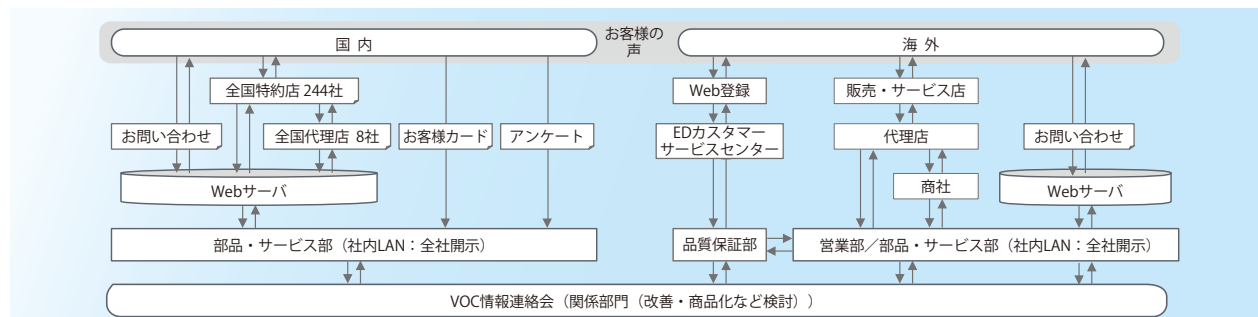 お客様の
声
国 内
海 外
全国特約店 244社
Web登録
販売・サービス店
お問い合わせ
全国代理店 8社
お客様カード
アンケート
EDカスタマー
サービスセンター
代理店
お問い合わせ
商社
Webサーバ
Webサーバ
部品・サービス部（社内LAN：全社開示）
品質保証部
営業部／部品・サービス部（社内LAN：全社開示）
VOC情報連絡会（関係部門（改善・商品化など検討））